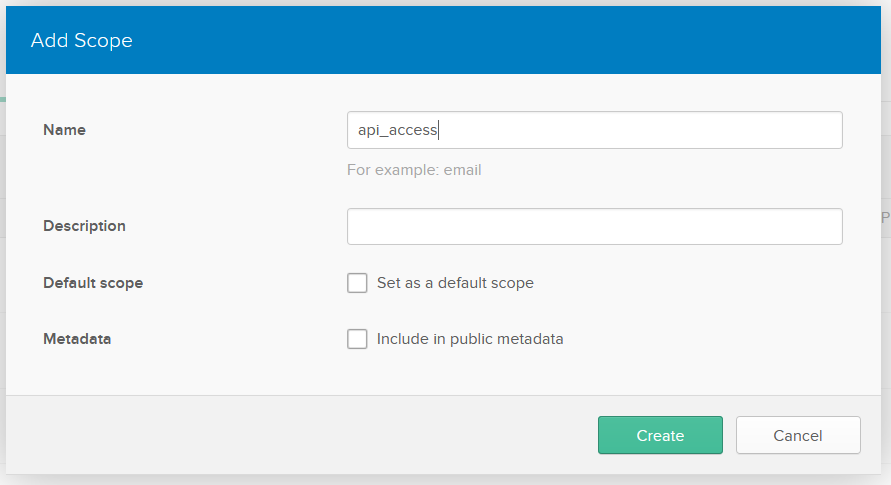 Add Scope
Name
api_access
For example: email
Description
Default scope
Set as a default scope
Metadata
Include in public metadata
Create
Cancel
P